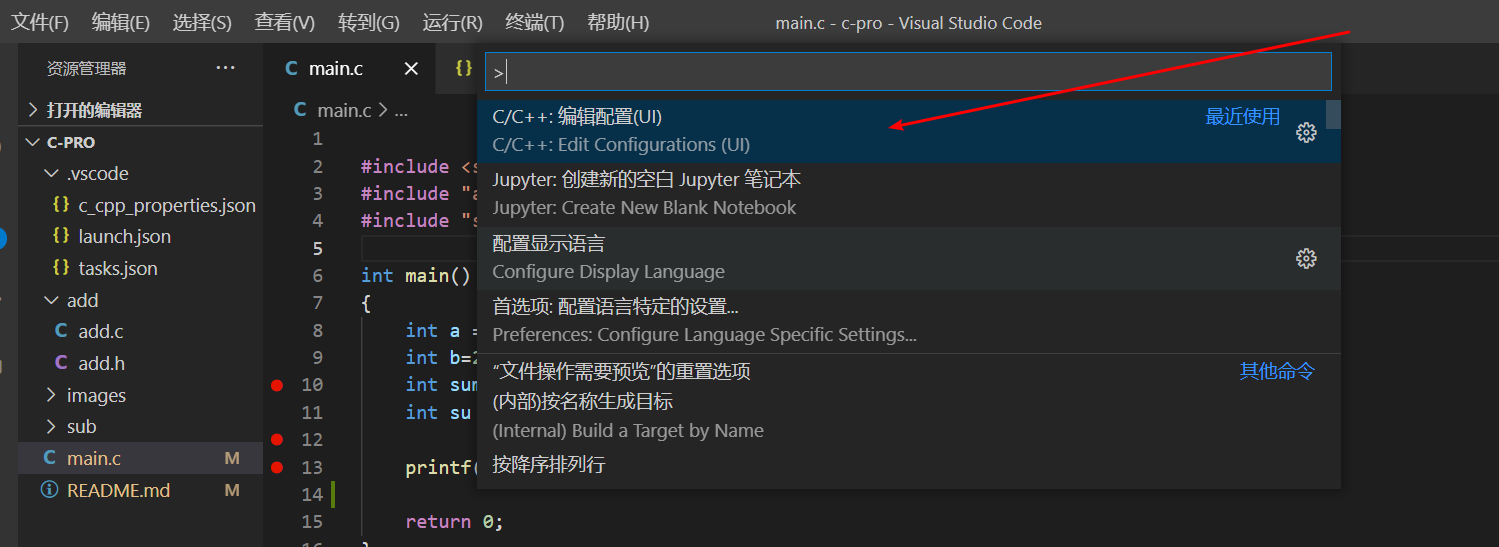 文件(F) 编辑(E) 选择(S) 查看(V) 转到(G) 运行(R) 终端(T) 帮助(H) main.c - c-pro - Visual Studio Code
资源管理器 ···
打开的编辑器
C-PRO
.vscode
{} c_cpp_properties.json
{} launch.json
{} tasks.json
add
C add.c
C add.h
images
sub
C main.c M
README.md M
C main.c × {}
C main.c > ...
1
2 #include <s
3 #include "a
4 #include "s
5
6 int main()
7 {
8 int a =
9 int b=2
10 int sum
11 int su
12
13 printf(
14
15 return 0;
16 }
>
C/C++: 编辑配置(UI) 最近使用
C/C++: Edit Configurations (UI)
Jupyter: 创建新的空白 Jupyter 笔记本
Jupyter: Create New Blank Notebook
配置显示语言
Configure Display Language
首选项: 配置语言特定的设置...
Preferences: Configure Language Specific Settings...
“文件操作需要预览”的重置选项 其他命令
(内部)按名称生成目标
(Internal) Build a Target by Name
按降序排列行